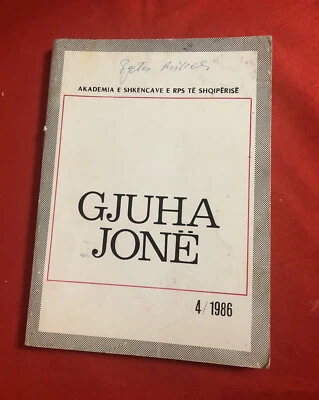 AKADEMIA E SHKENCAVE E RPS TË SHQIPËRISË
GJUHA
JONË
4/1986